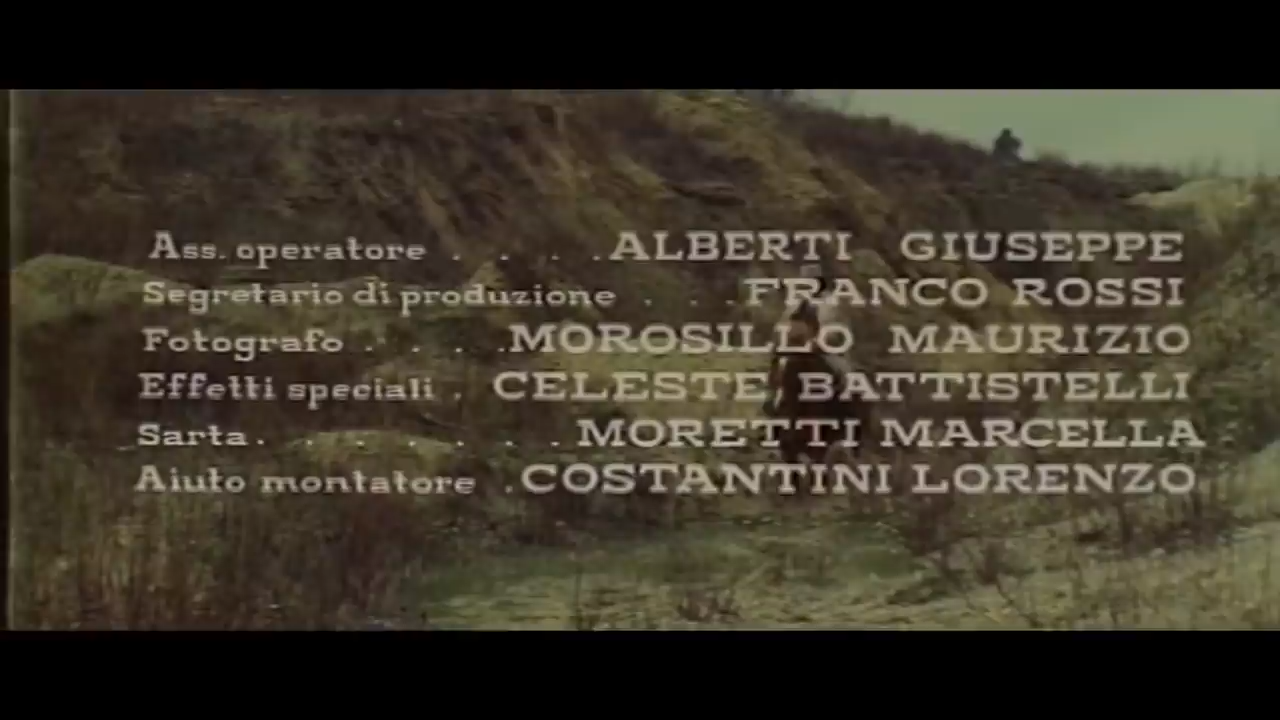 Ass. operatore . . . . ALBERTI GIUSEPPE
Segretario di produzione . . . FRANCO ROSSI
Fotografo . . . . MOROSILLO MAURIZIO
Effetti speciali . CELESTE BATTISTELLI
Sarta . . . . . . . MORETTI MARCELLA
Aiuto montatore . COSTANTINI LORENZO